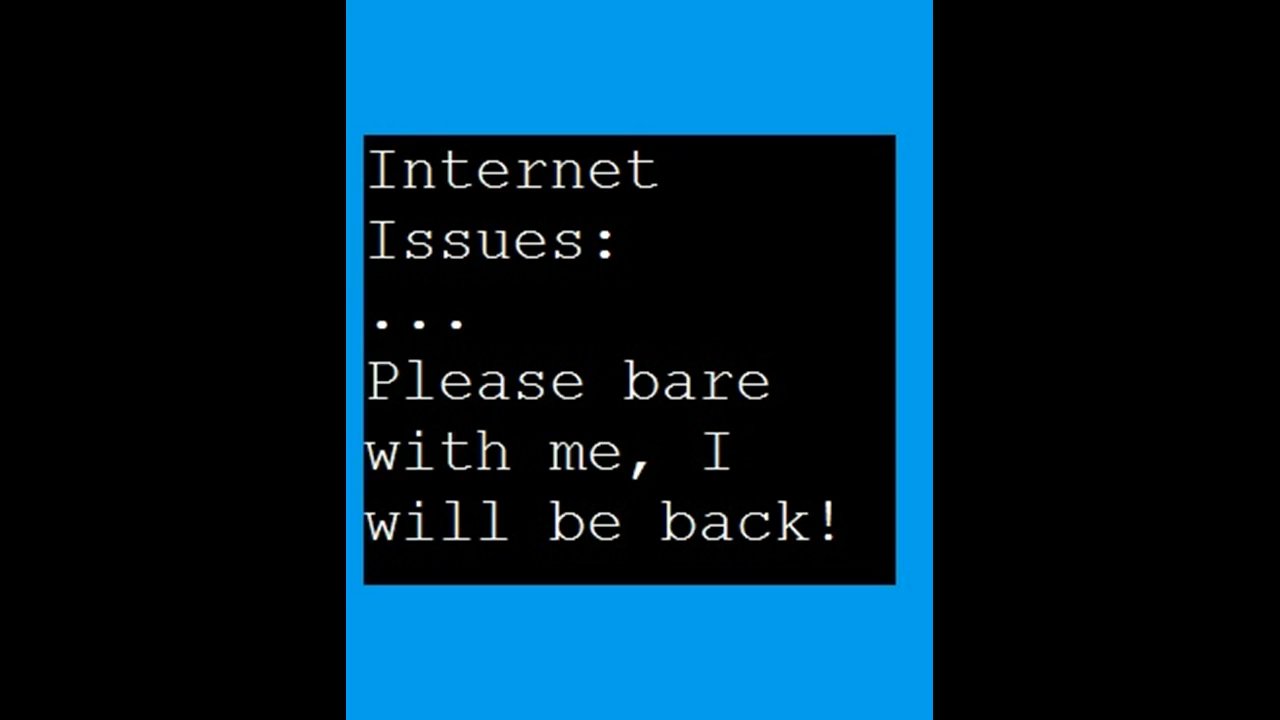 Internet
Issues:
...
Please bare
with me, I
will be back!